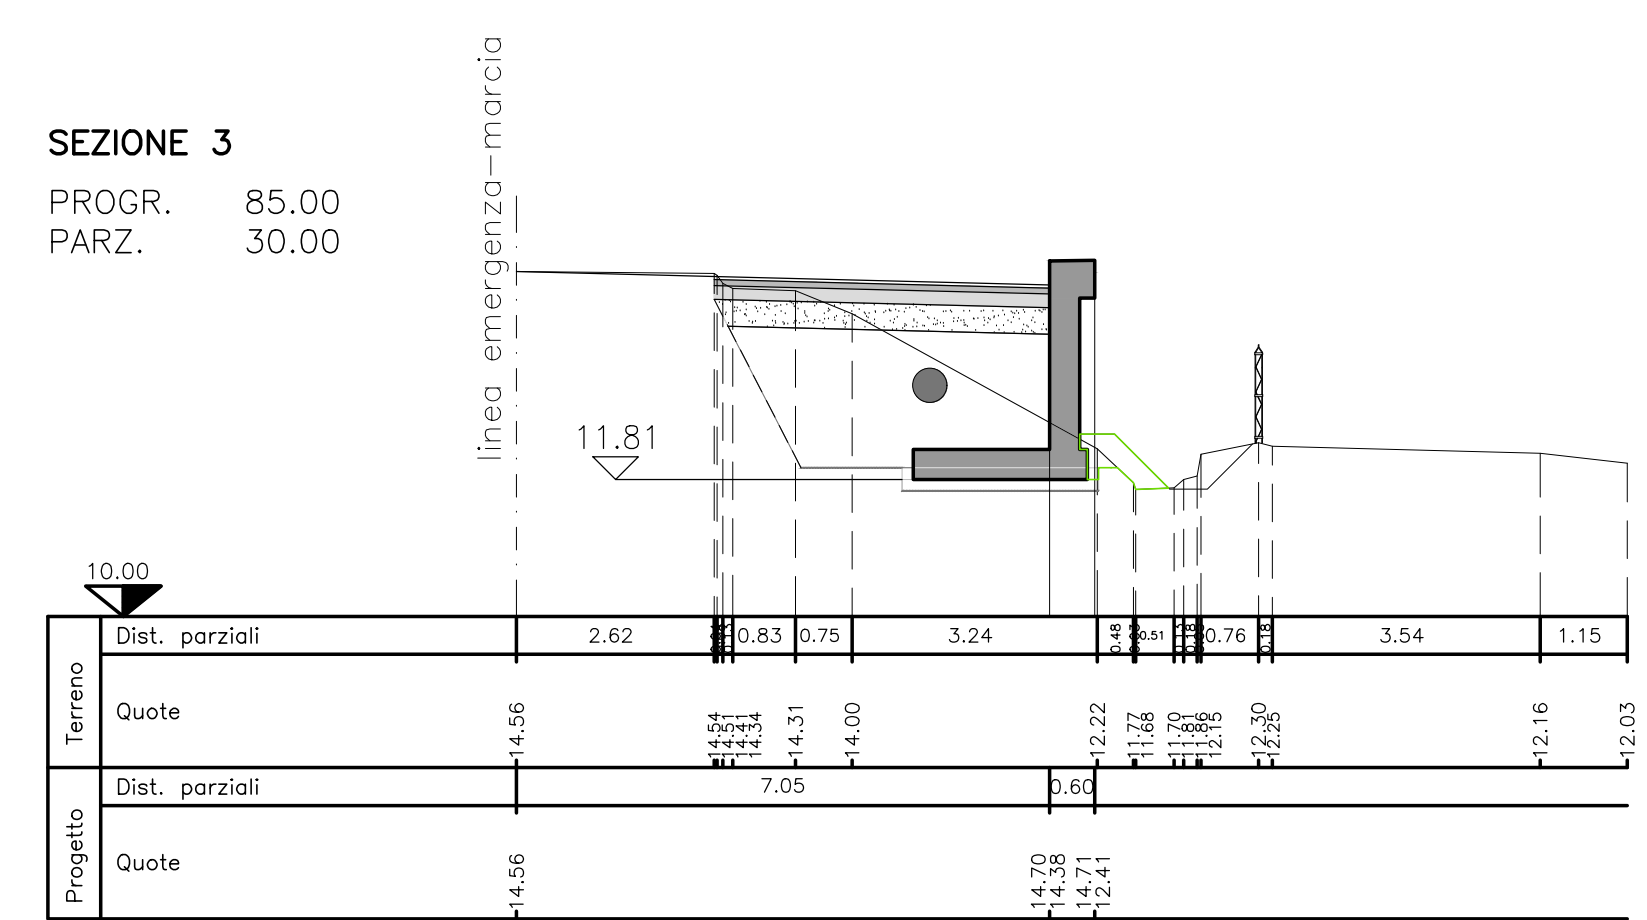 linea emergenza-marcia
SEZIONE 3
PROGR. 85.00
PARZ. 30.00
11.81
10.00
Terreno
Dist. parziali 2.62 0.83 0.75 3.24 0.48 0.51 0.18 0.76 0.18 3.54 1.15
Quote 14.56 14.54 14.51 14.41 14.34 14.31 14.00 12.22 11.77 11.68 11.70 11.81 11.86 12.15 12.30 12.25 12.16 12.03
Progetto
Dist. parziali 7.05 0.60
Quote 14.56 14.70 14.38 14.71 12.41